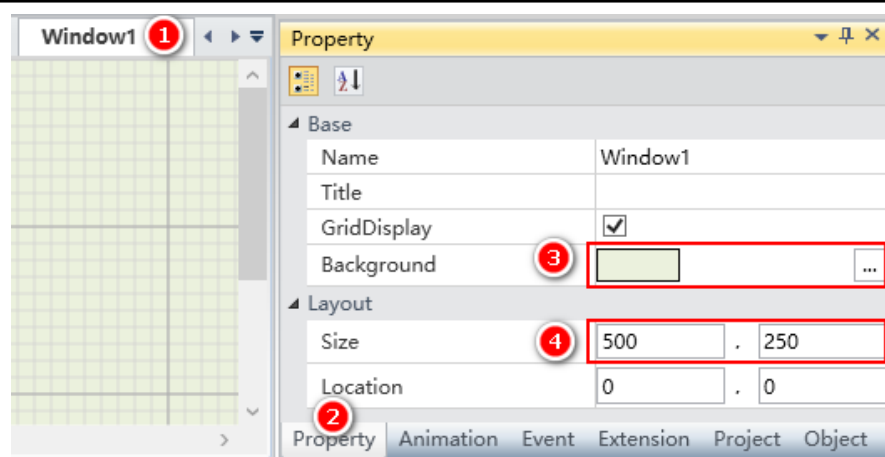 Window1 1
Property
Base
Name Window1
Title
GridDisplay
Background 3 ...
Layout
Size 4 500 , 250
Location 0 , 0
2
Property Animation Event Extension Project Object